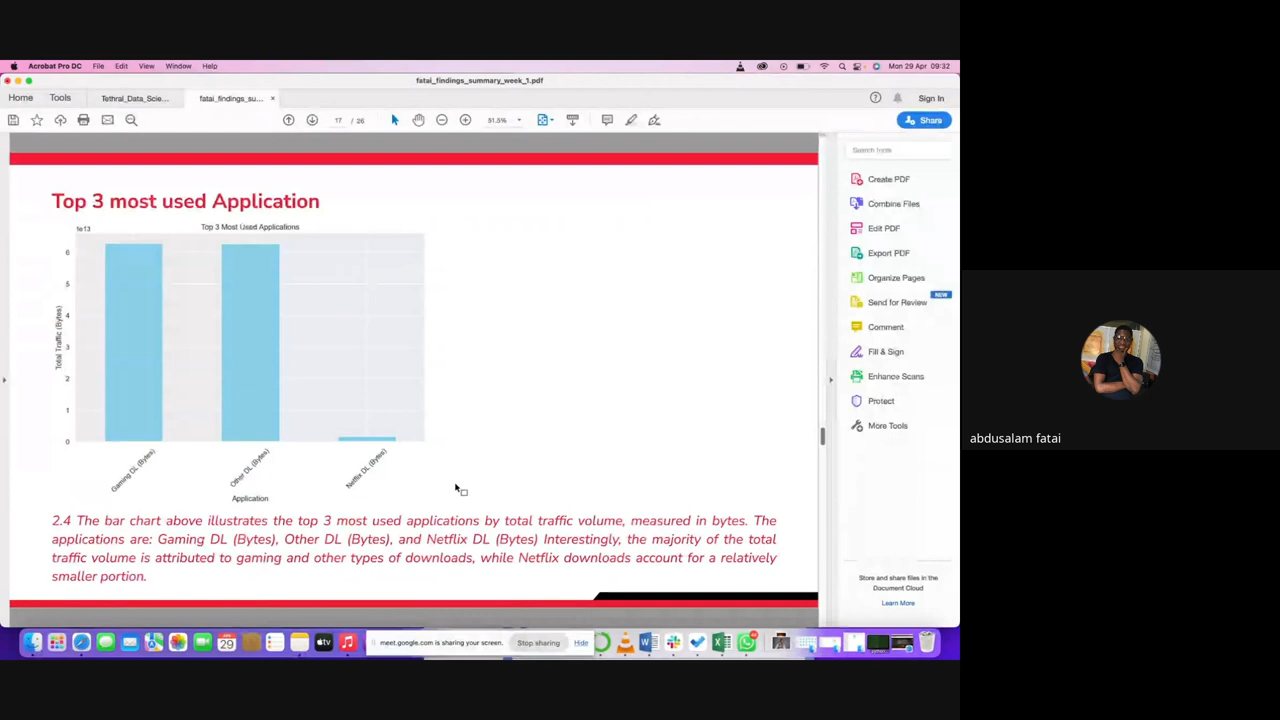 Acrobat Pro DC File Edit View Window Help Mon 29 Apr 09:32
fatai_findings_summary_week_1.pdf
Home Tools Tethral_Data_Scie... fatai_findings_su... × Sign In
17 / 26 51.5% Share
Top 3 most used Application
Top 3 Most Used Applications
1e13
6
5
4
3
2
1
0
Total Traffic (Bytes)
Gaming DL (Bytes) Other DL (Bytes) Netflix DL (Bytes)
Application
2.4 The bar chart above illustrates the top 3 most used applications by total traffic volume, measured in bytes. The
applications are: Gaming DL (Bytes), Other DL (Bytes), and Netflix DL (Bytes) Interestingly, the majority of the total
traffic volume is attributed to gaming and other types of downloads, while Netflix downloads account for a relatively
smaller portion.
Search tools
Create PDF
Combine Files
Edit PDF
Export PDF
Organize Pages
NEW
Send for Review
Comment
Fill & Sign
Enhance Scans
Protect
More Tools
Store and share files in the
Document Cloud
Learn More
abdusalam fatai
meet.google.com is sharing your screen. Stop sharing Hide